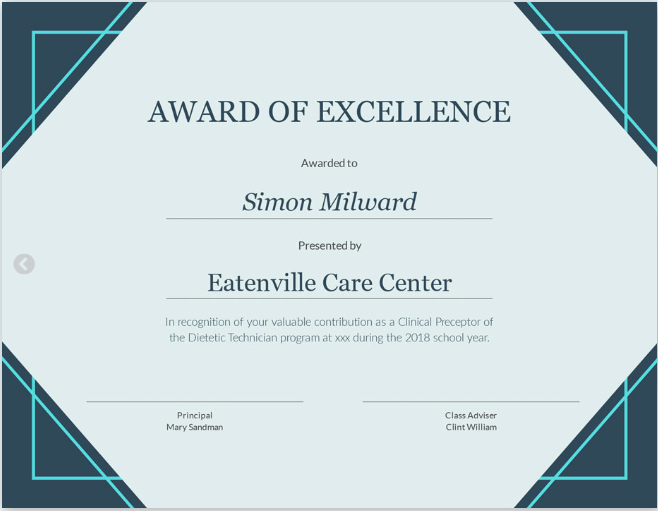 AWARD OF EXCELLENCE
Awarded to
Simon Milward
Presented by
Eatenville Care Center
In recognition of your valuable contribution as a Clinical Preceptor of
the Dietetic Technician program at xxx during the 2018 school year.
Principal
Mary Sandman
Class Adviser
Clint William